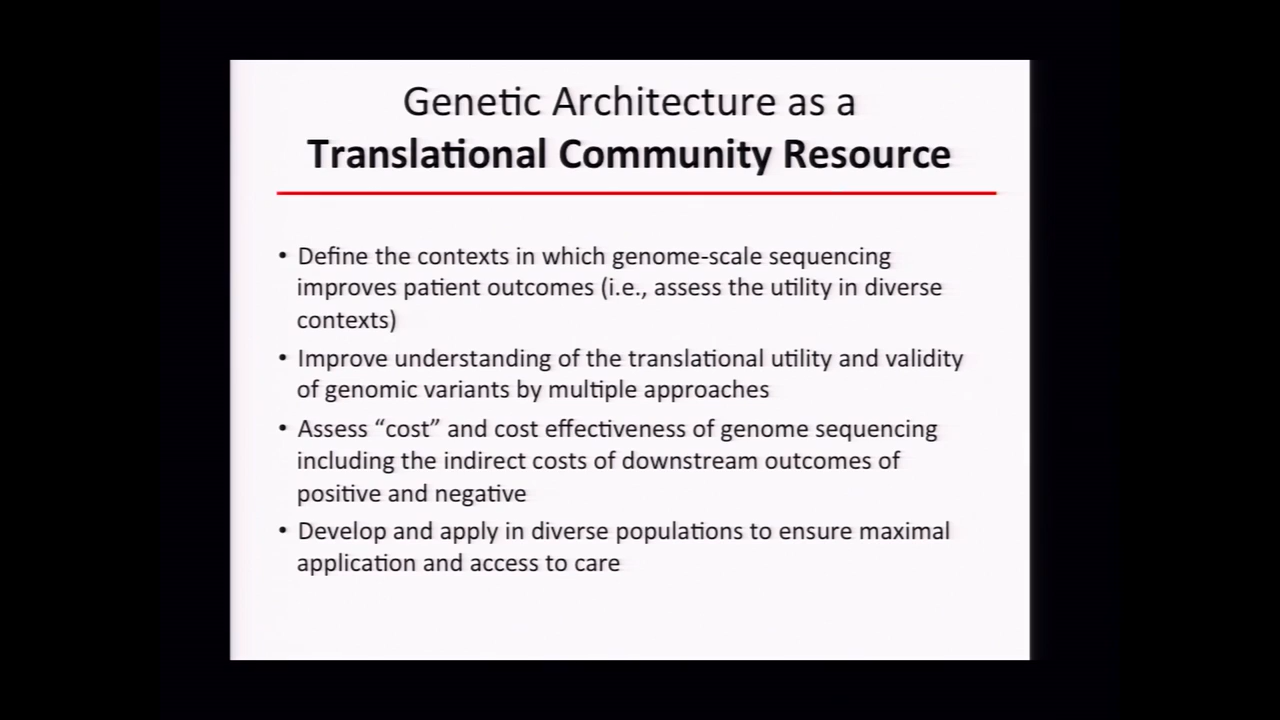 Genetic Architecture as a
Translational Community Resource
• Define the contexts in which genome-scale sequencing
improves patient outcomes (i.e., assess the utility in diverse
contexts)
• Improve understanding of the translational utility and validity
of genomic variants by multiple approaches
• Assess “cost” and cost effectiveness of genome sequencing
including the indirect costs of downstream outcomes of
positive and negative
• Develop and apply in diverse populations to ensure maximal
application and access to care